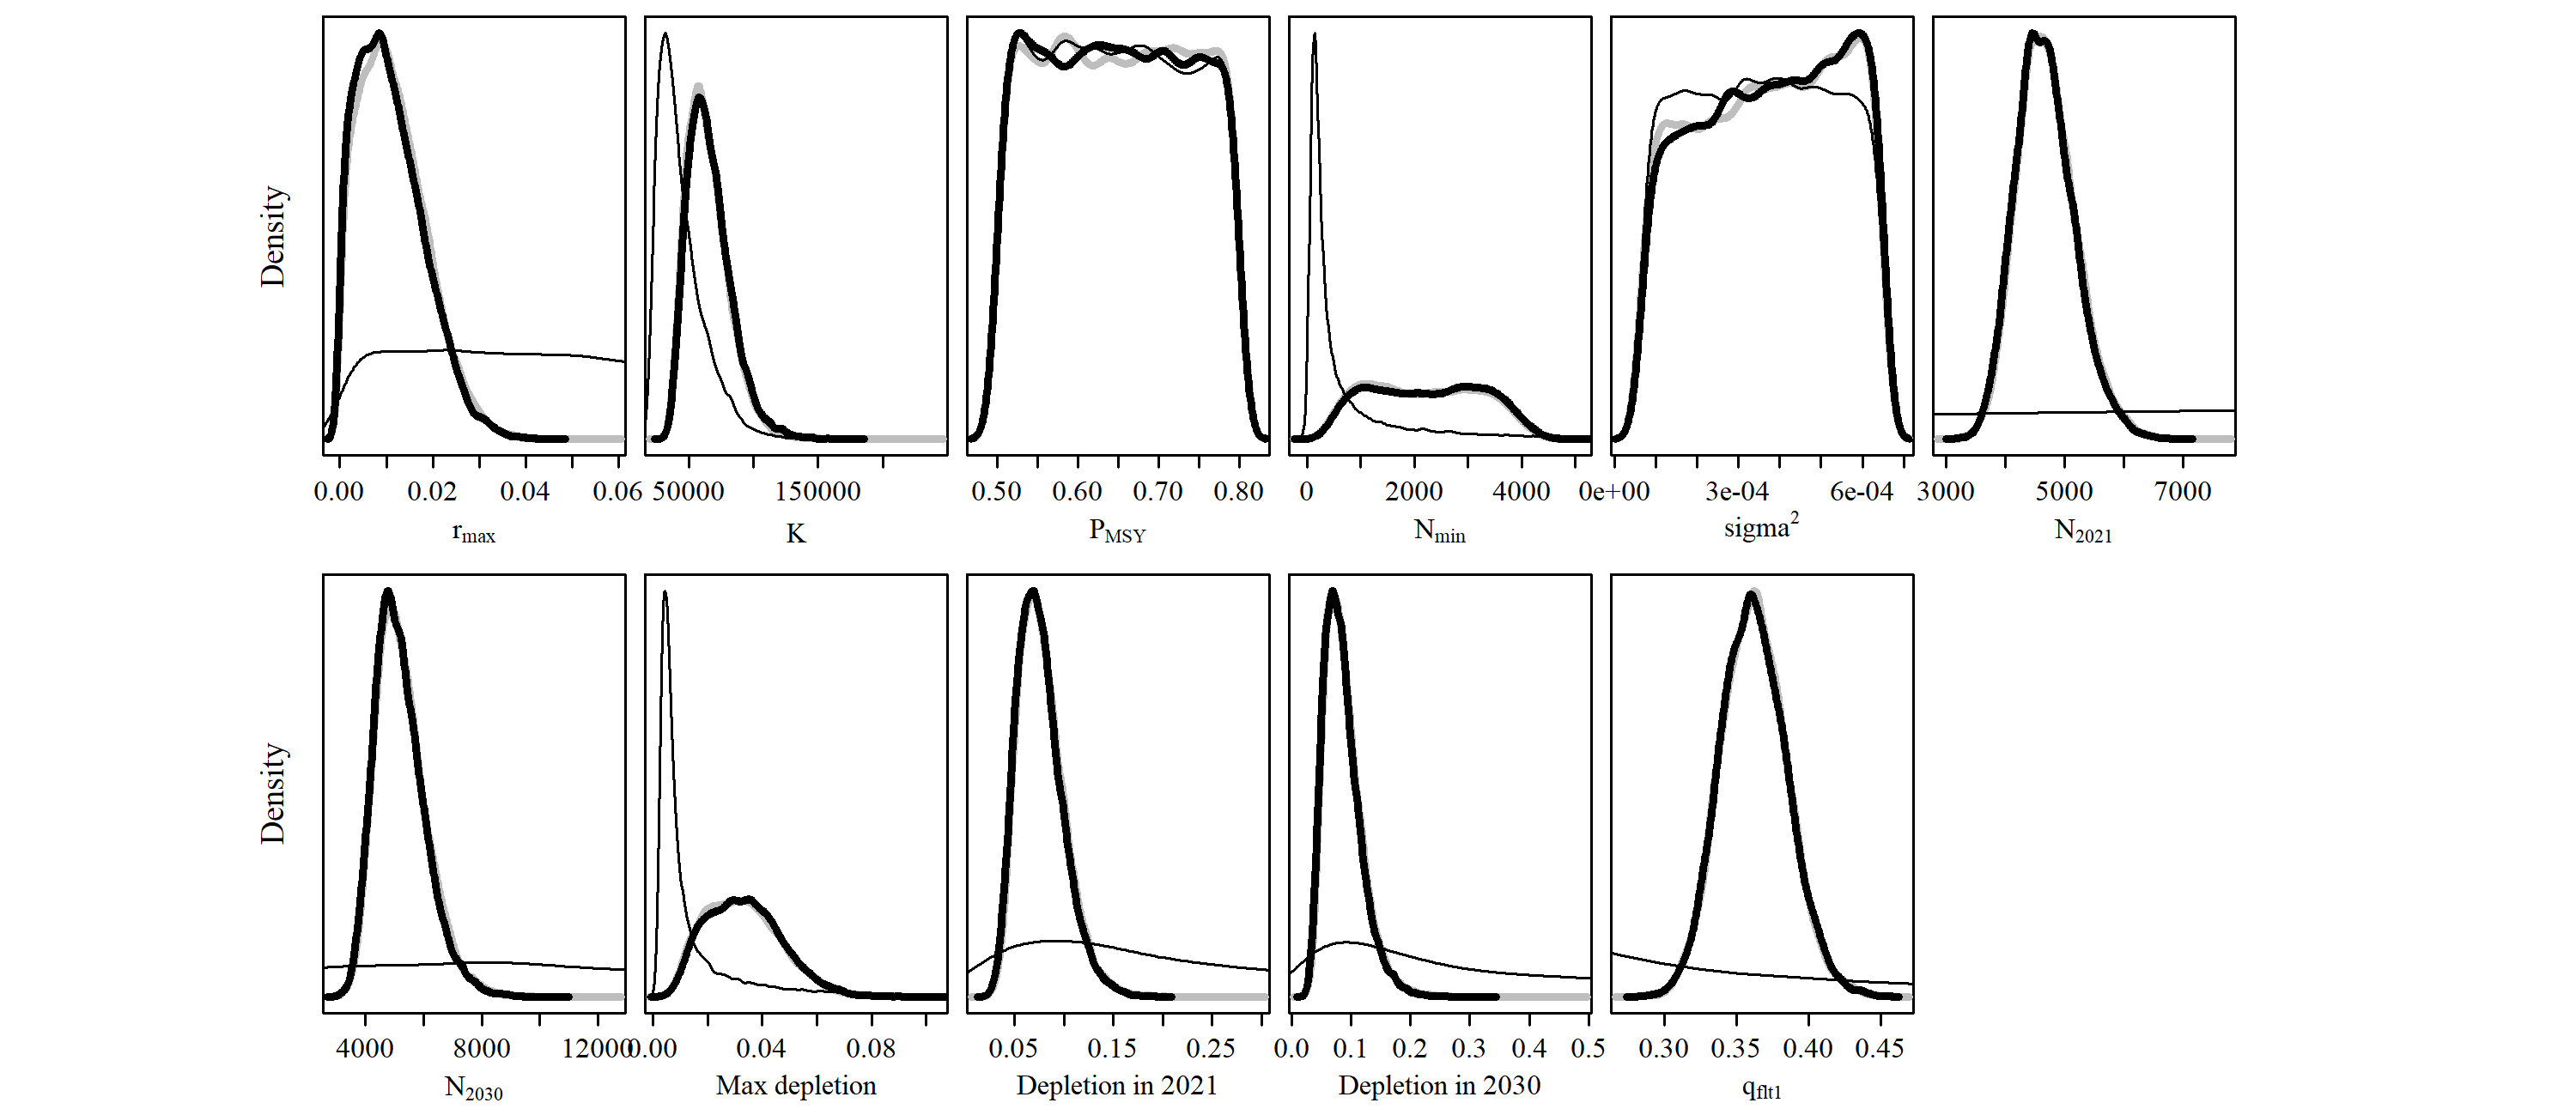 Density
0.00 0.02 0.04 0.06 50000 150000 0.50 0.60 0.70 0.80 0 2000 4000 0e+00 3e-04 6e-04 3000 5000 7000
rmax K PMSY Nmin sigma2 N2021
Density
4000 8000 12000 0.00 0.04 0.08 0.05 0.15 0.25 0.0 0.1 0.2 0.3 0.4 0.5 0.30 0.35 0.40 0.45
N2030 Max depletion Depletion in 2021 Depletion in 2030 qflt1